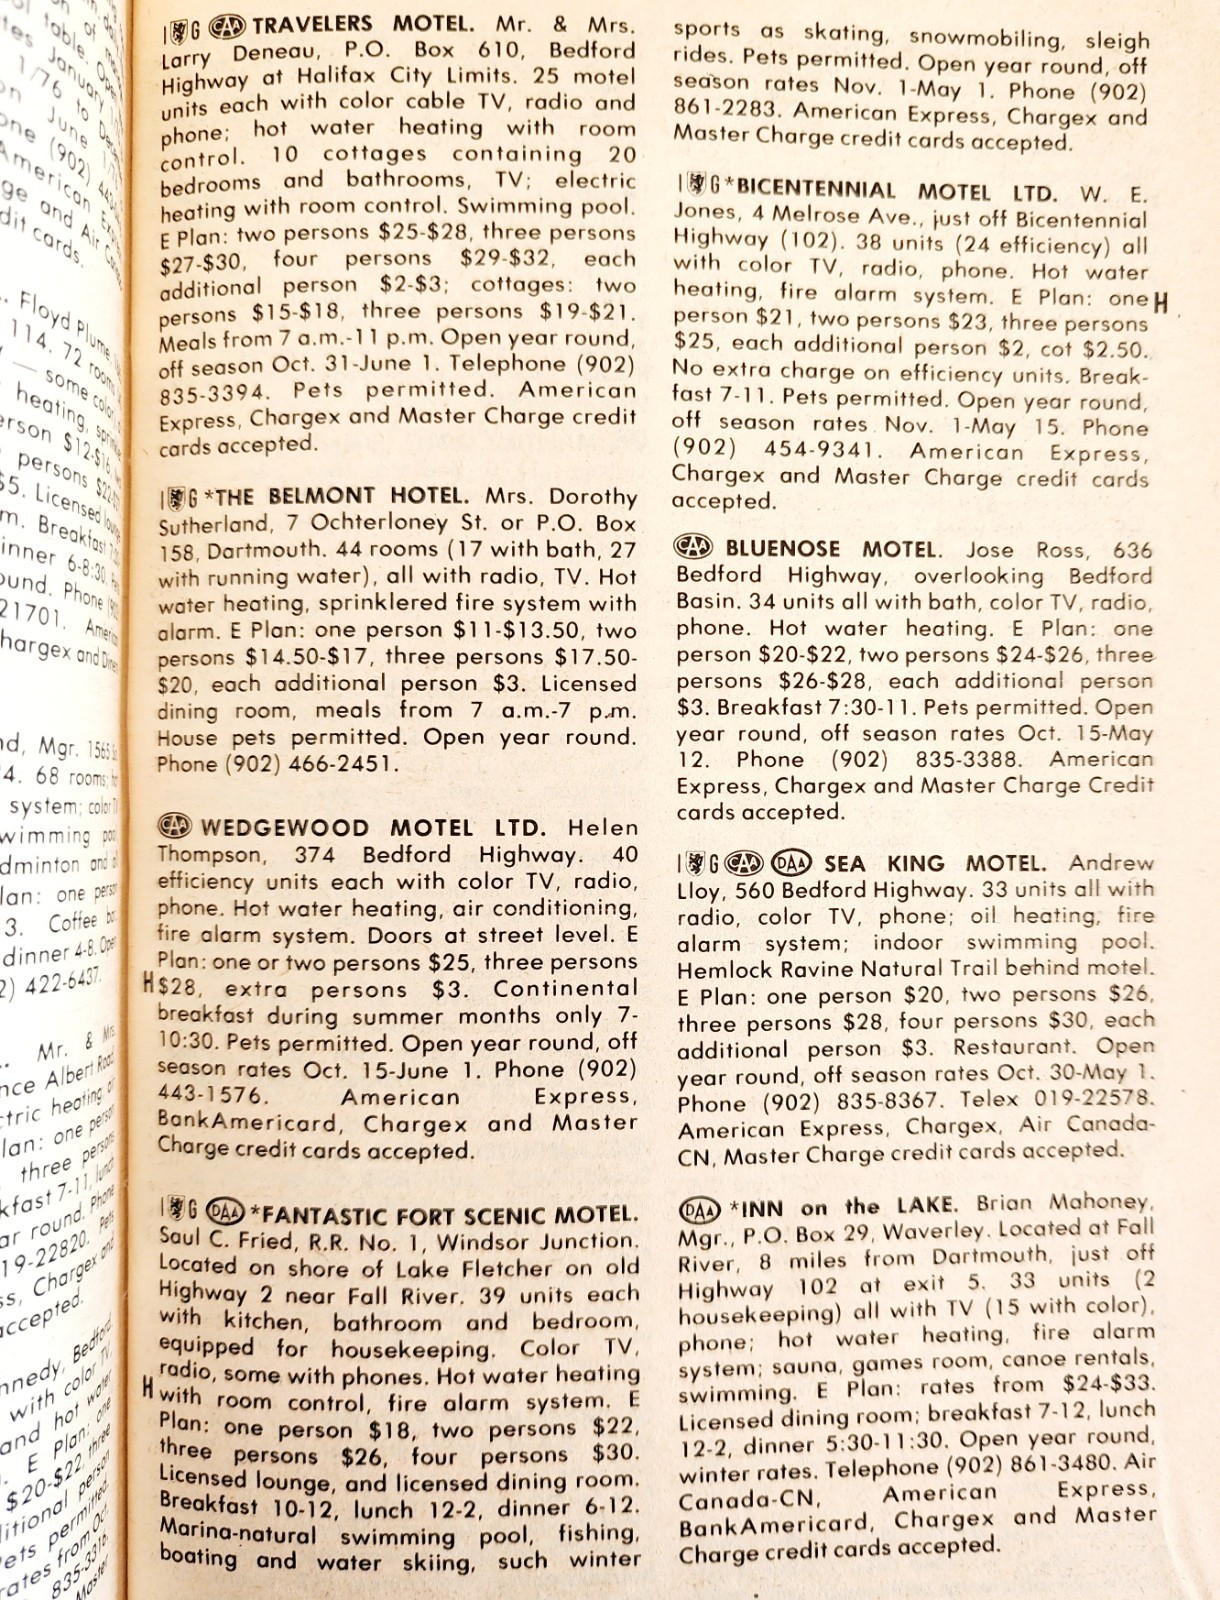 CAA TRAVELERS MOTEL. Mr. & Mrs.
Larry Deneau, P.O. Box 610, Bedford
Highway at Halifax City Limits. 25 motel
units each with color cable TV, radio and
phone; hot water heating with room
control. 10 cottages containing 20
bedrooms and bathrooms, TV; electric
heating with room control. Swimming pool.
E Plan: two persons $25-$28, three persons
$27-$30, four persons $29-$32, each
additional person $2-$3; cottages: two
persons $15-$18, three persons $19-$21.
Meals from 7 a.m.-11 p.m. Open year round,
off season Oct. 31-June 1. Telephone (902)
835-3394. Pets permitted. American
Express, Chargex and Master Charge credit
cards accepted.
*THE BELMONT HOTEL. Mrs. Dorothy
Sutherland, 7 Ochterloney St. or P.O. Box
158, Dartmouth. 44 rooms (17 with bath, 27
with running water), all with radio, TV. Hot
water heating, sprinklered fire system with
alarm. E Plan: one person $11-$13.50, two
persons $14.50-$17, three persons $17.50-
$20, each additional person $3. Licensed
dining room, meals from 7 a.m.-7 p.m.
House pets permitted. Open year round.
Phone (902) 466-2451.
CAA WEDGEWOOD MOTEL LTD. Helen
Thompson, 374 Bedford Highway. 40
efficiency units each with color TV, radio,
phone. Hot water heating, air conditioning,
fire alarm system. Doors at street level. E
Plan: one or two persons $25, three persons
H $28, extra persons $3. Continental
breakfast during summer months only 7-
10:30. Pets permitted. Open year round, off
season rates Oct. 15-June 1. Phone (902)
443-1576. American Express,
BankAmericard, Chargex and Master
Charge credit cards accepted.
DAA *FANTASTIC FORT SCENIC MOTEL.
Saul C. Fried, R.R. No. 1, Windsor Junction.
Located on shore of Lake Fletcher on old
Highway 2 near Fall River. 39 units each
with kitchen, bathroom and bedroom,
equipped for housekeeping. Color TV,
radio, some with phones. Hot water heating
H with room control, fire alarm system. E
Plan: one person $18, two persons $22,
three persons $26, four persons $30.
Licensed lounge, and licensed dining room.
Breakfast 10-12, lunch 12-2, dinner 6-12.
Marina-natural swimming pool, fishing,
boating and water skiing, such winter
sports as skating, snowmobiling, sleigh
rides. Pets permitted. Open year round, off
season rates Nov. 1-May 1. Phone (902)
861-2283. American Express, Chargex and
Master Charge credit cards accepted.
*BICENTENNIAL MOTEL LTD. W. E.
Jones, 4 Melrose Ave., just off Bicentennial
Highway (102). 38 units (24 efficiency) all
with color TV, radio, phone. Hot water
heating, fire alarm system. E Plan: one H
person $21, two persons $23, three persons
$25, each additional person $2, cot $2.50.
No extra charge on efficiency units. Break-
fast 7-11. Pets permitted. Open year round,
off season rates Nov. 1-May 15. Phone
(902) 454-9341. American Express,
Chargex and Master Charge credit cards
accepted.
CAA BLUENOSE MOTEL. Jose Ross, 636
Bedford Highway, overlooking Bedford
Basin. 34 units all with bath, color TV, radio,
phone. Hot water heating. E Plan: one
person $20-$22, two persons $24-$26, three
persons $26-$28, each additional person
$3. Breakfast 7:30-11. Pets permitted. Open
year round, off season rates Oct. 15-May
12. Phone (902) 835-3388. American
Express, Chargex and Master Charge Credit
cards accepted.
CAA DAA SEA KING MOTEL. Andrew
Lloy, 560 Bedford Highway. 33 units all with
radio, color TV, phone; oil heating, fire
alarm system; indoor swimming pool.
Hemlock Ravine Natural Trail behind motel.
E Plan: one person $20, two persons $26,
three persons $28, four persons $30, each
additional person $3. Restaurant. Open
year round, off season rates Oct. 30-May 1.
Phone (902) 835-8367. Telex 019-22578.
American Express, Chargex, Air Canada-
CN, Master Charge credit cards accepted.
DAA *INN on the LAKE. Brian Mahoney,
Mgr., P.O. Box 29, Waverley. Located at Fall
River, 8 miles from Dartmouth, just off
Highway 102 at exit 5. 33 units (2
housekeeping) all with TV (15 with color),
phone; hot water heating, fire alarm
system; sauna, games room, canoe rentals,
swimming. E Plan: rates from $24-$33.
Licensed dining room; breakfast 7-12, lunch
12-2, dinner 5:30-11:30. Open year round,
winter rates. Telephone (902) 861-3480. Air
Canada-CN, American Express,
BankAmericard, Chargex and Master
Charge credit cards accepted.